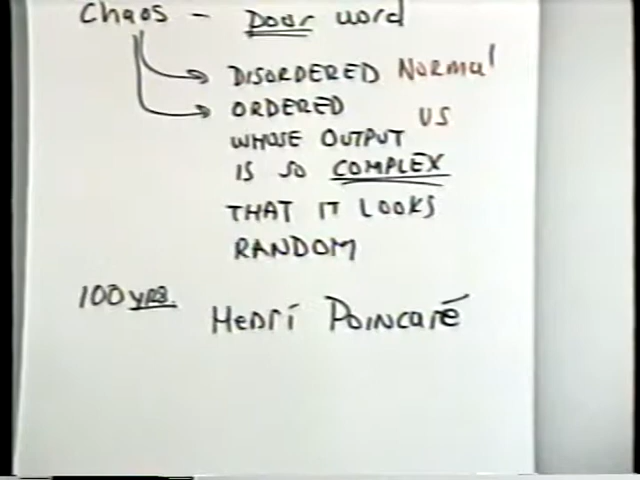 Chaos - Poor word
DISORDERED Normal
ORDERED US
WHOSE OUTPUT
IS SO COMPLEX
THAT IT LOOKS
RANDOM
100 yrs. Henri Poincaré